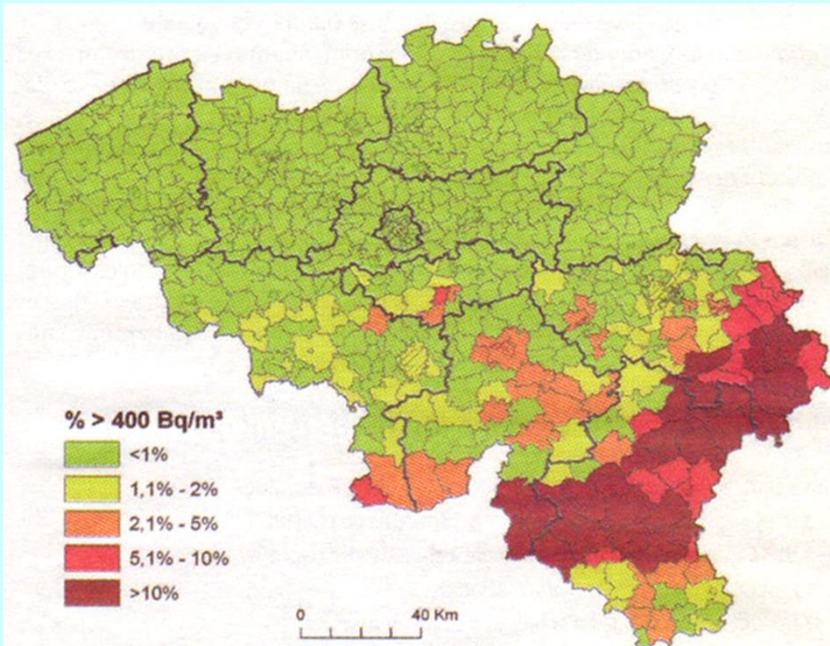 % > 400 Bq/m³
<1%
1,1% - 2%
2,1% - 5%
5,1% - 10%
>10%
0 40 Km